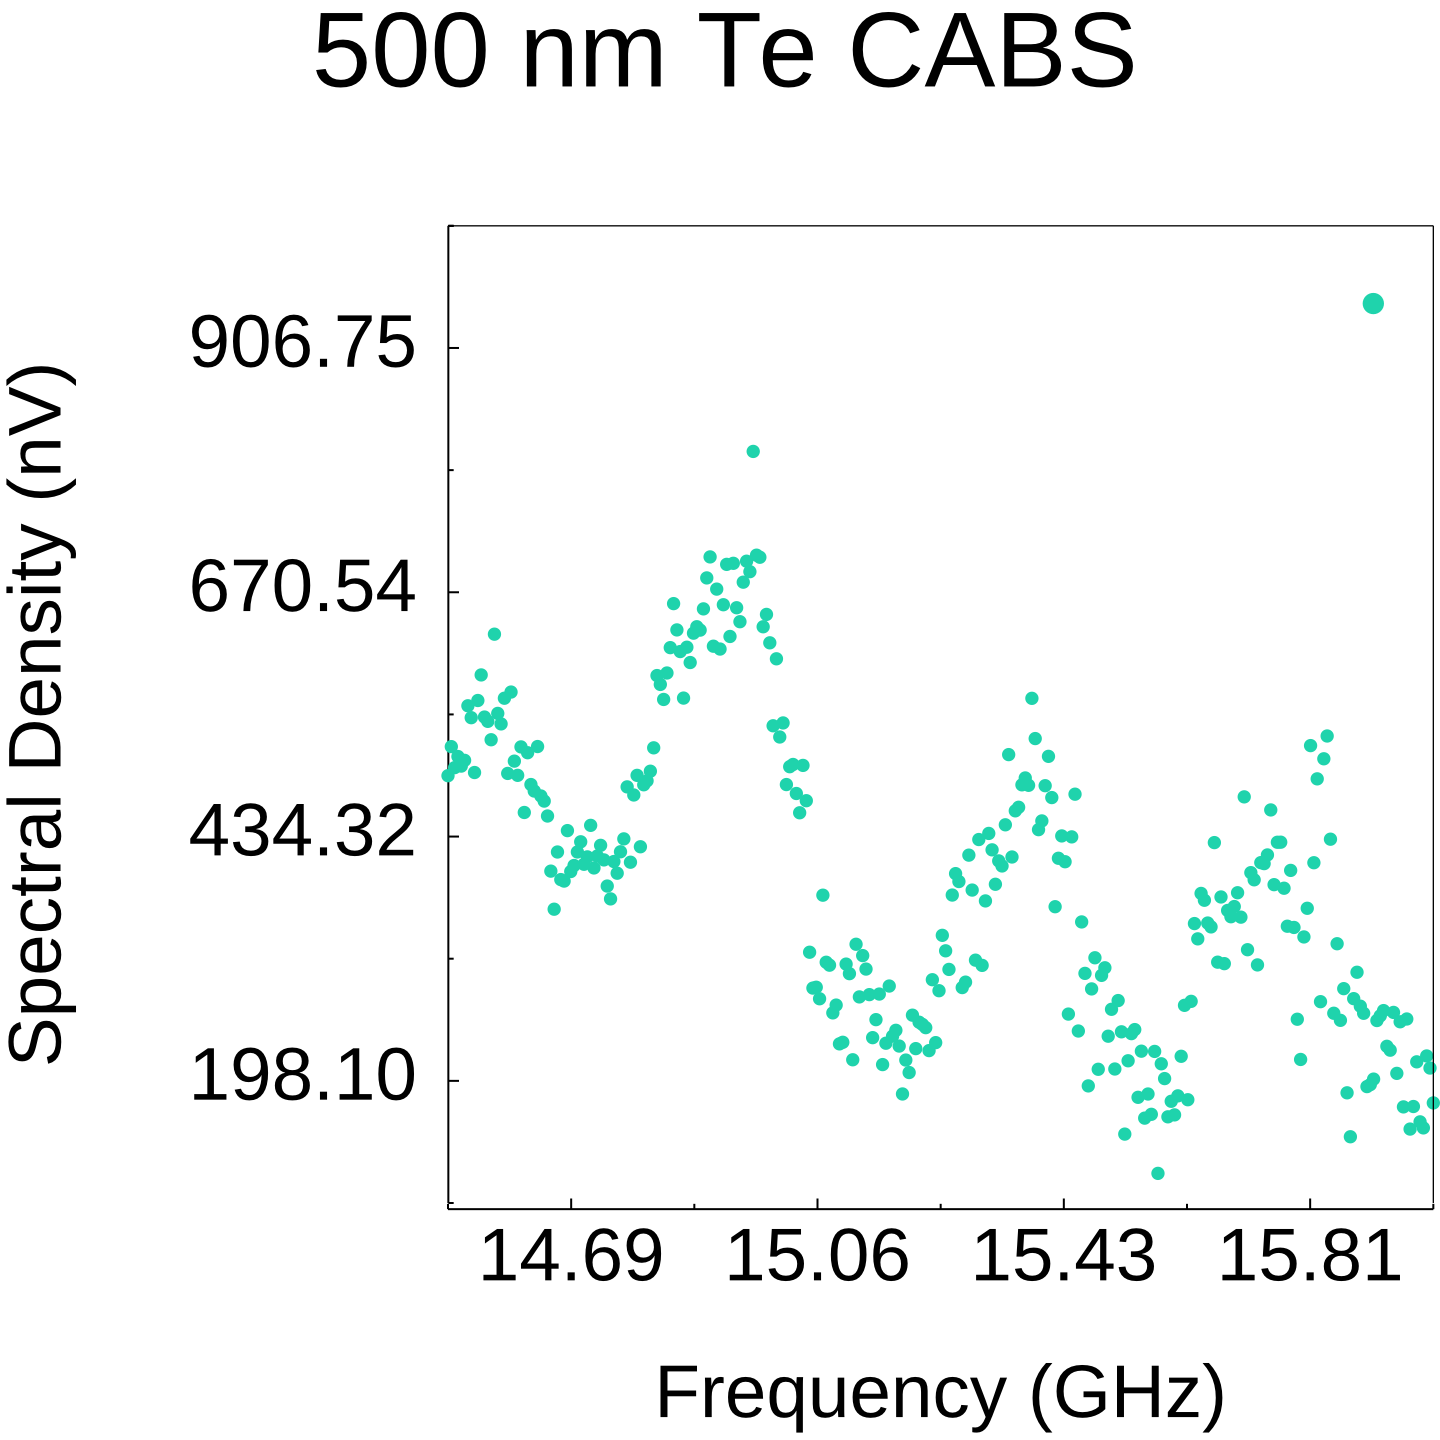 500 nm Te CABS
Spectral Density (nV)
906.75
670.54
434.32
198.10
14.69 15.06 15.43 15.81
Frequency (GHz)